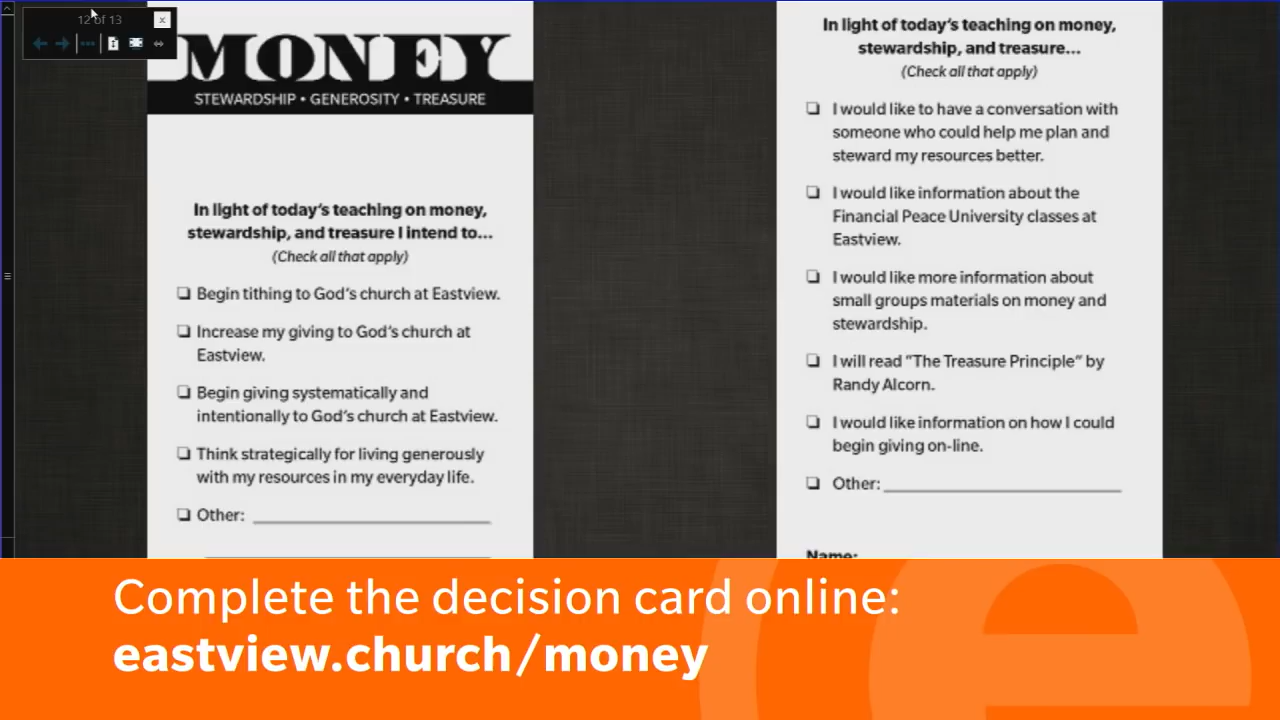 12 of 13
MONEY
STEWARDSHIP • GENEROSITY • TREASURE
In light of today's teaching on money,
stewardship, and treasure I intend to...
(Check all that apply)
❏ Begin tithing to God's church at Eastview.
❏ Increase my giving to God's church at
Eastview.
❏ Begin giving systematically and
intentionally to God's church at Eastview.
❏ Think strategically for living generously
with my resources in my everyday life.
❏ Other:
In light of today's teaching on money,
stewardship, and treasure...
(Check all that apply)
❏ I would like to have a conversation with
someone who could help me plan and
steward my resources better.
❏ I would like information about the
Financial Peace University classes at
Eastview.
❏ I would like more information about
small groups materials on money and
stewardship.
❏ I will read "The Treasure Principle" by
Randy Alcorn.
❏ I would like information on how I could
begin giving on-line.
❏ Other:
Name:
Complete the decision card online:
eastview.church/money